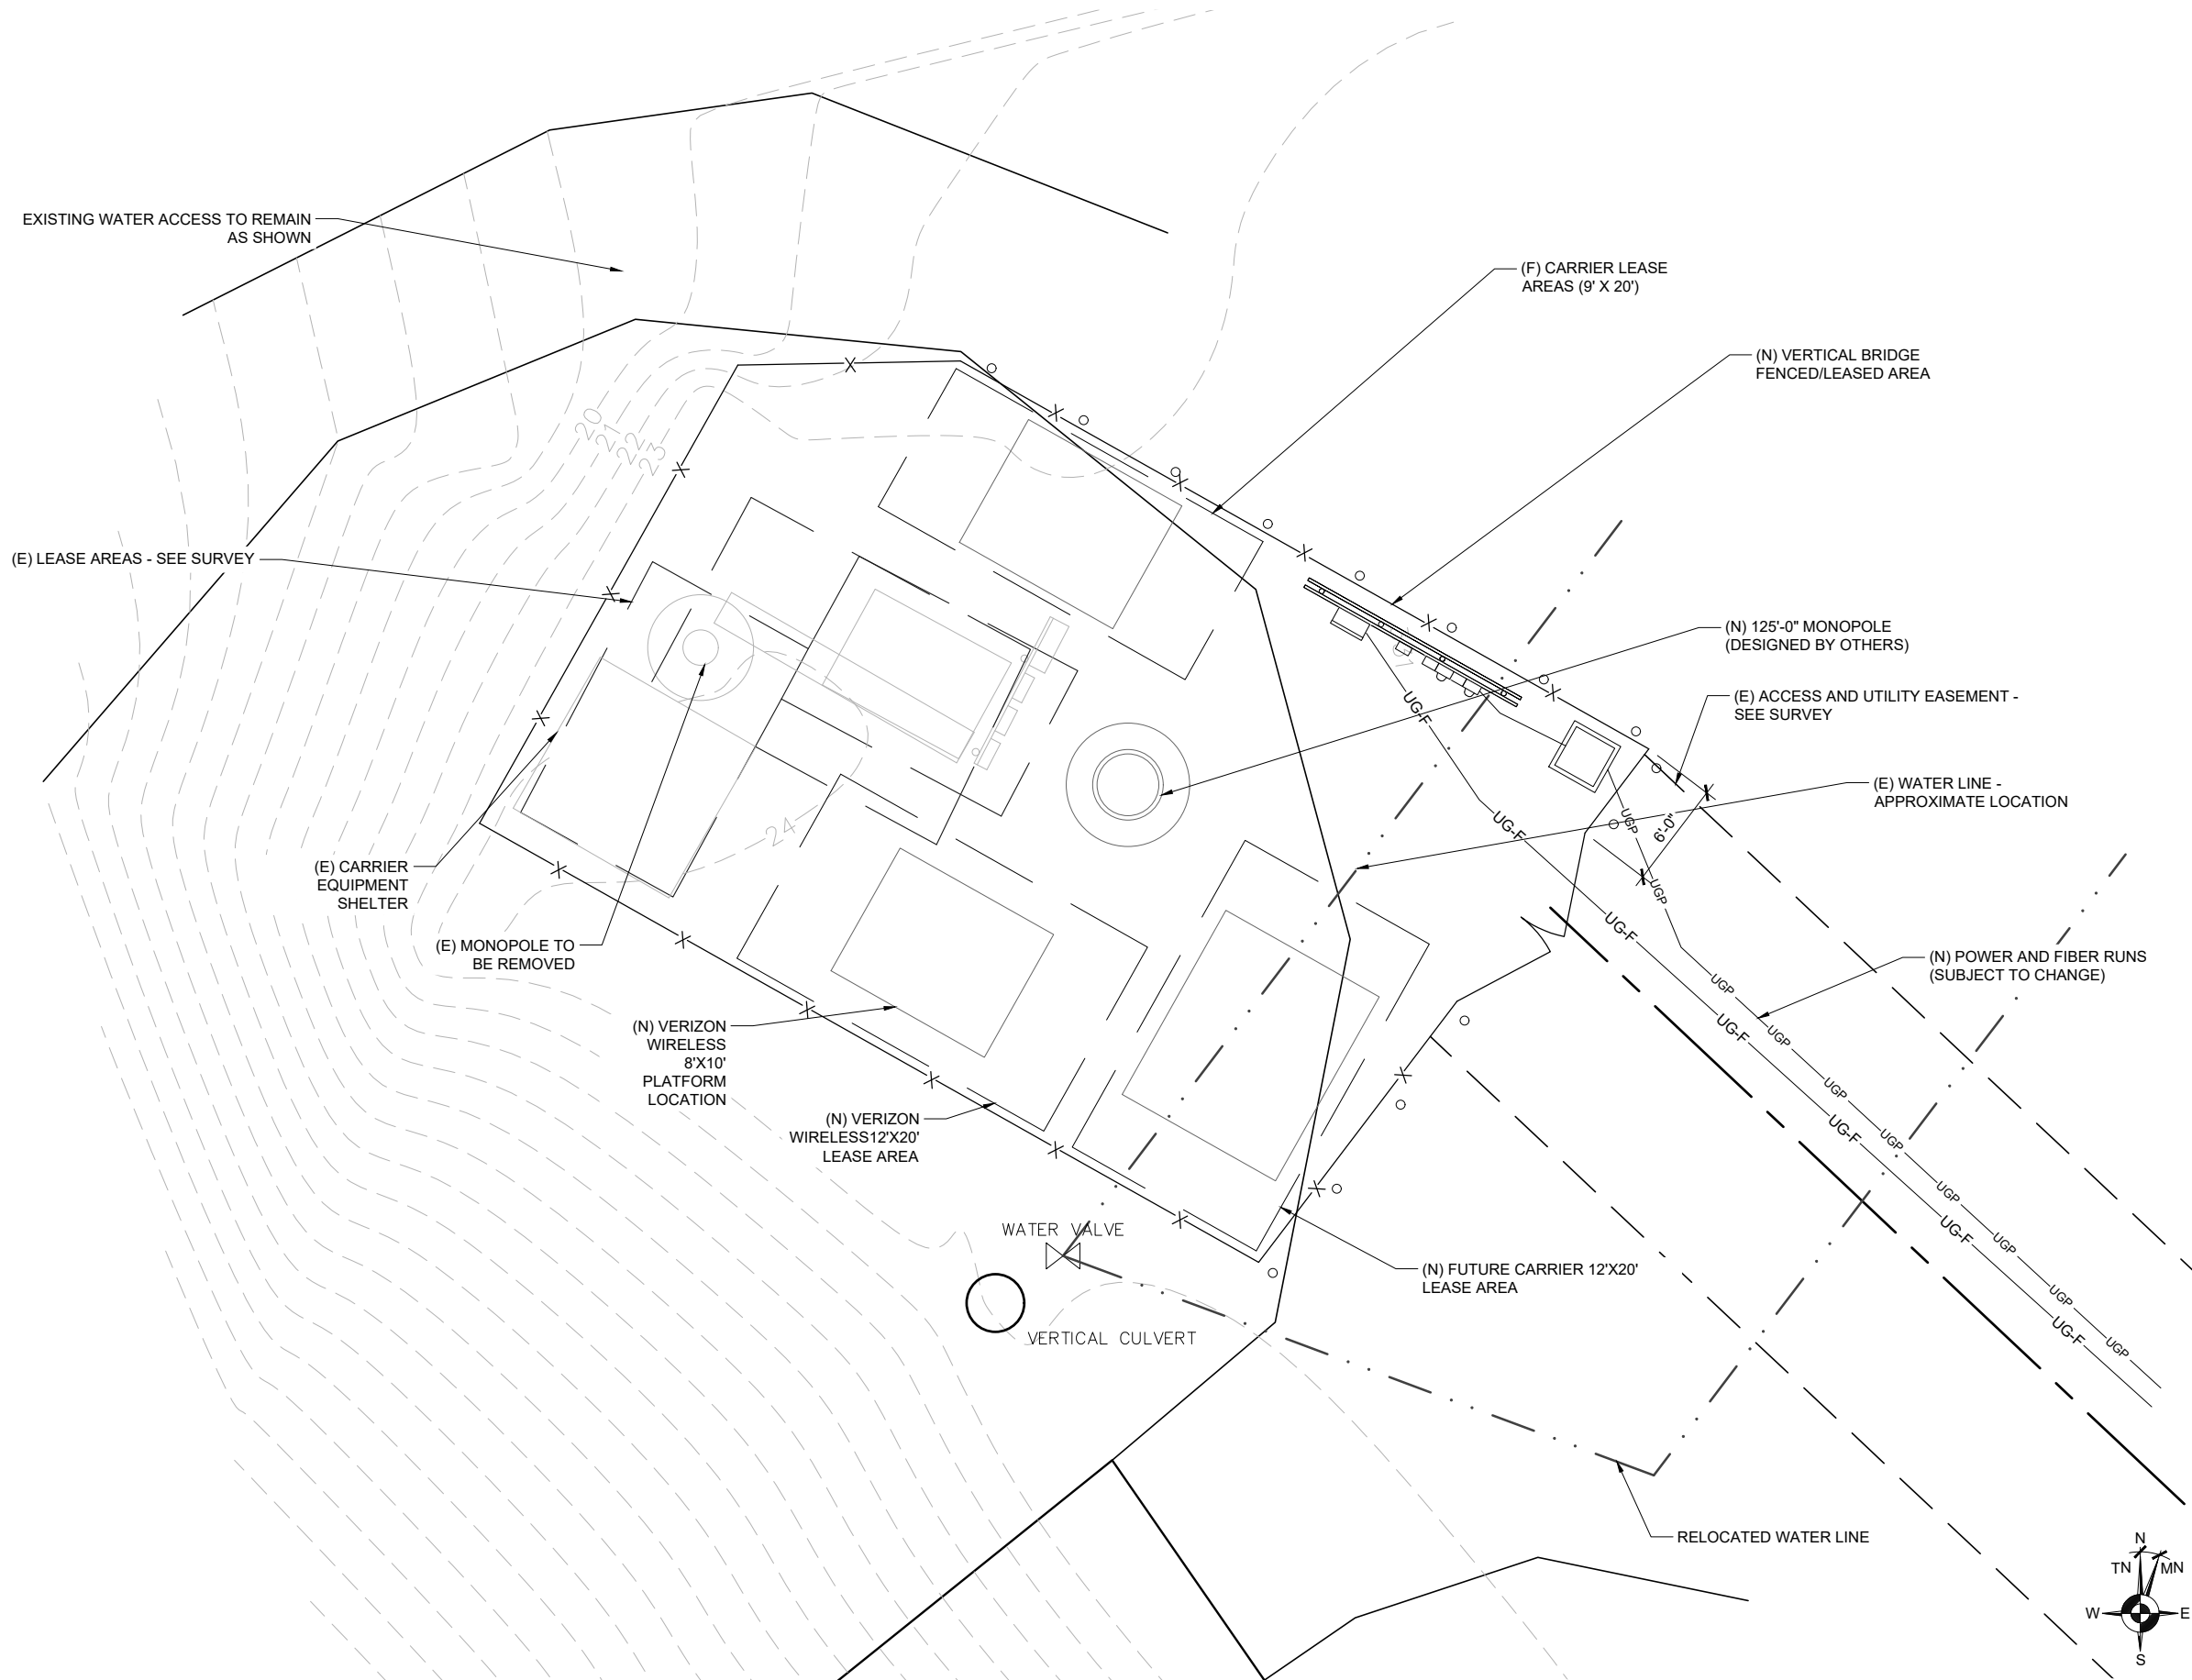 EXISTING WATER ACCESS TO REMAIN
AS SHOWN
(F) CARRIER LEASE
AREAS (9' X 20')
(N) VERTICAL BRIDGE
FENCED/LEASED AREA
20
21
22
23
(E) LEASE AREAS - SEE SURVEY
(N) 125'-0" MONOPOLE
(DESIGNED BY OTHERS)
(E) ACCESS AND UTILITY EASEMENT -
SEE SURVEY
UG-F
(E) WATER LINE -
APPROXIMATE LOCATION
UG-F
UGP
6'-0"
24
(E) CARRIER
EQUIPMENT
SHELTER
UGP
UG-F
(E) MONOPOLE TO
BE REMOVED
(N) POWER AND FIBER RUNS
(SUBJECT TO CHANGE)
UGP
UG-F
UGP
(N) VERIZON
WIRELESS
8'X10'
PLATFORM
LOCATION
UGP
(N) VERIZON
WIRELESS12'X20'
LEASE AREA
UG-F
UGP
UGP
WATER VALVE
UG-F
UGP
(N) FUTURE CARRIER 12'X20'
LEASE AREA
UGP
VERTICAL CULVERT
UG-F
UGP
RELOCATED WATER LINE
N
TN
MN
W
E
S